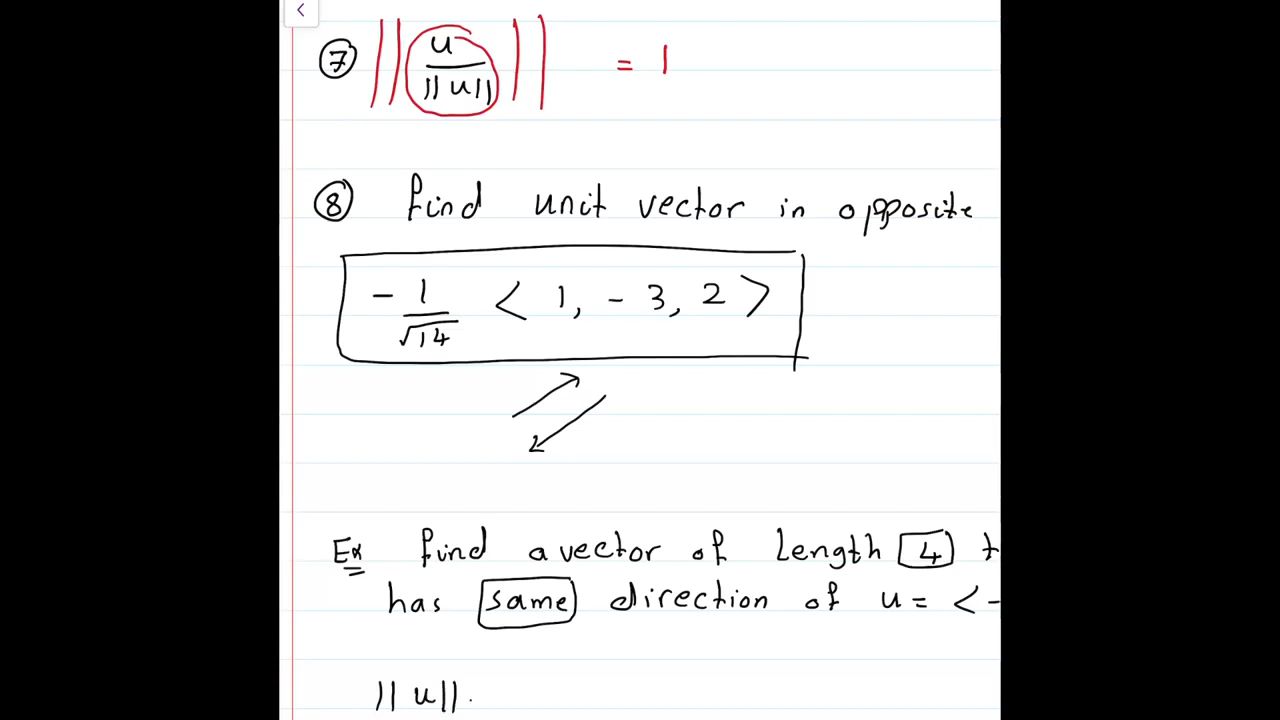 ⑦ || u / ||u|| || = 1
⑧ find unit vector in opposite
- 1/√14 < 1, - 3, 2 >
Ex find a vector of length 4 t
has same direction of u = < -
|| u ||